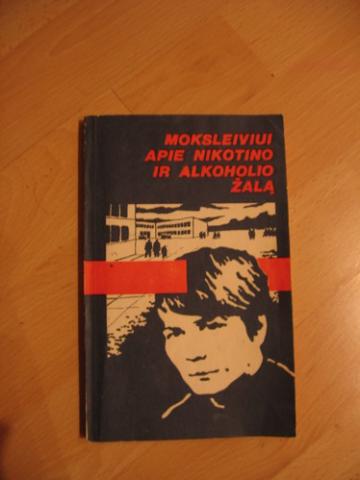 MOKSLEIVIUI
APIE NIKOTINO
IR ALKOHOLIO
ŽALĄ